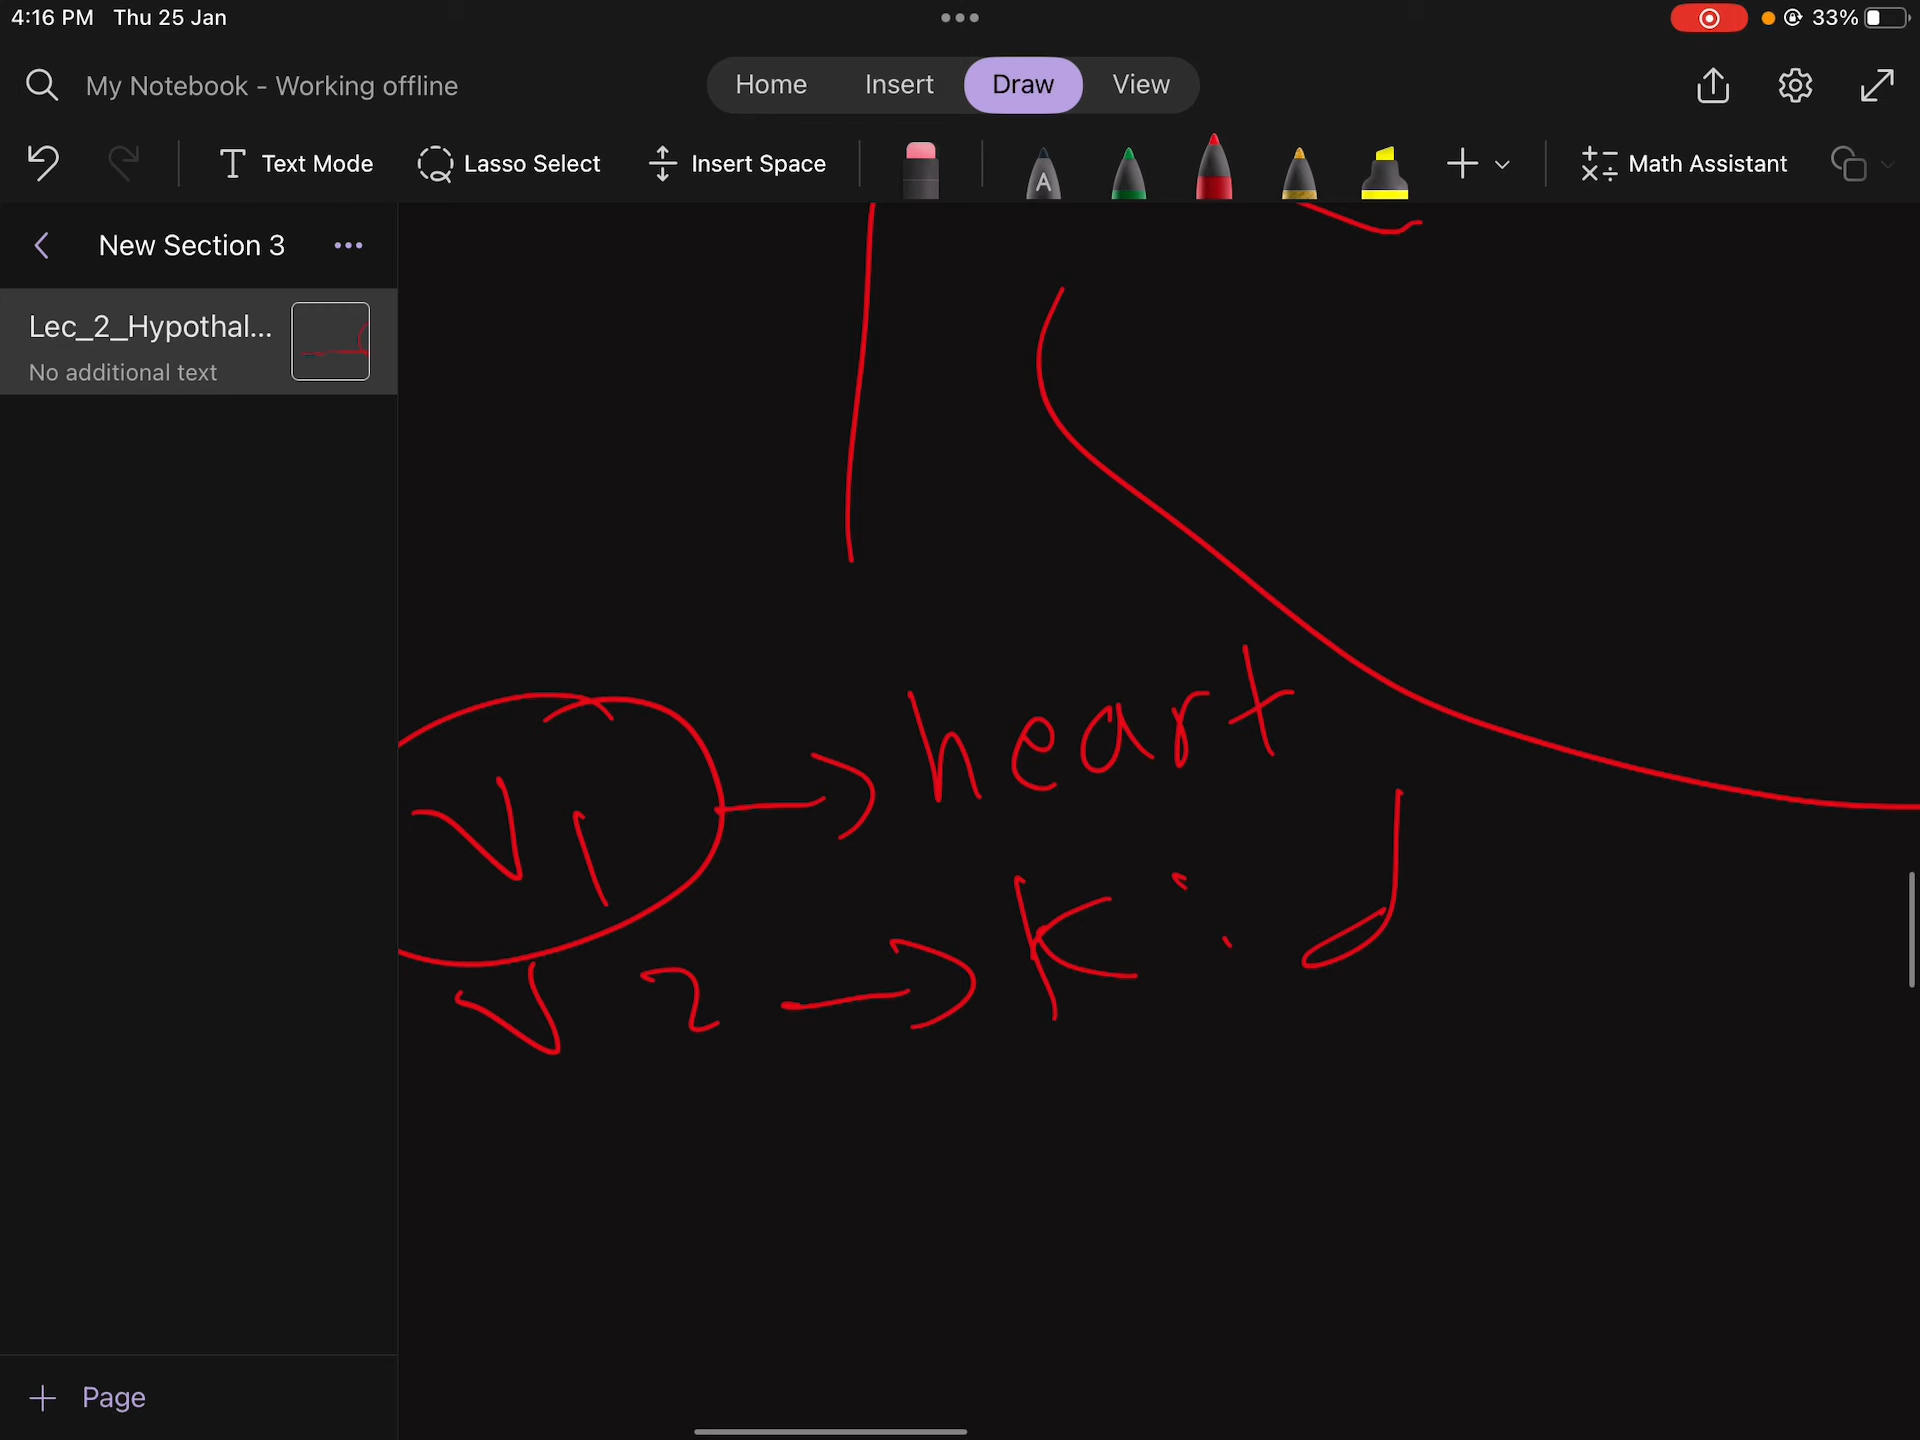 4:16 PM Thu 25 Jan
33%
My Notebook - Working offline
Home Insert Draw View
Text Mode Lasso Select Insert Space
A
Math Assistant
New Section 3
Lec_2_Hypothal...
No additional text
V1 → heart
V2 → Kid
Page